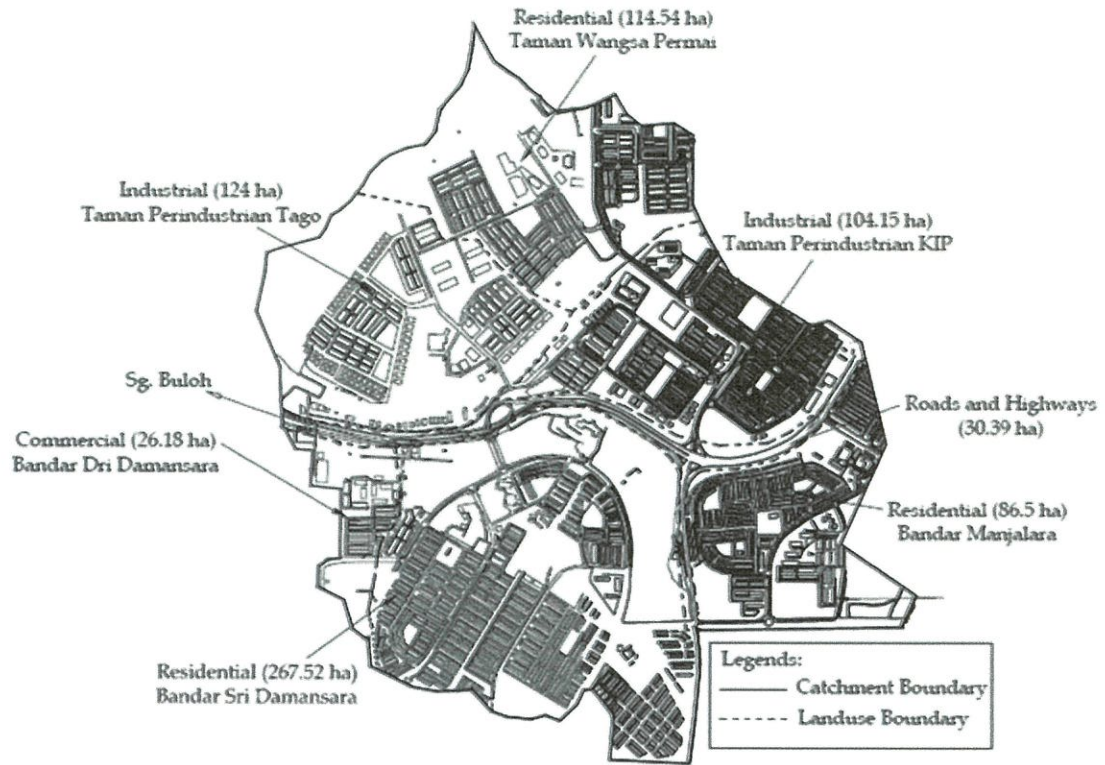 Residential (114.54 ha)
Taman Wangsa Permai
Industrial (124 ha)
Taman Perindustrian Tago
Industrial (104.15 ha)
Taman Perindustrian KIP
Sg. Buloh
Roads and Highways
(30.39 ha)
Commercial (26.18 ha)
Bandar Dri Damansara
Residential (86.5 ha)
Bandar Manjalara
Residential (267.52 ha)
Bandar Sri Damansara
Legends:
Catchment Boundary
Landuse Boundary